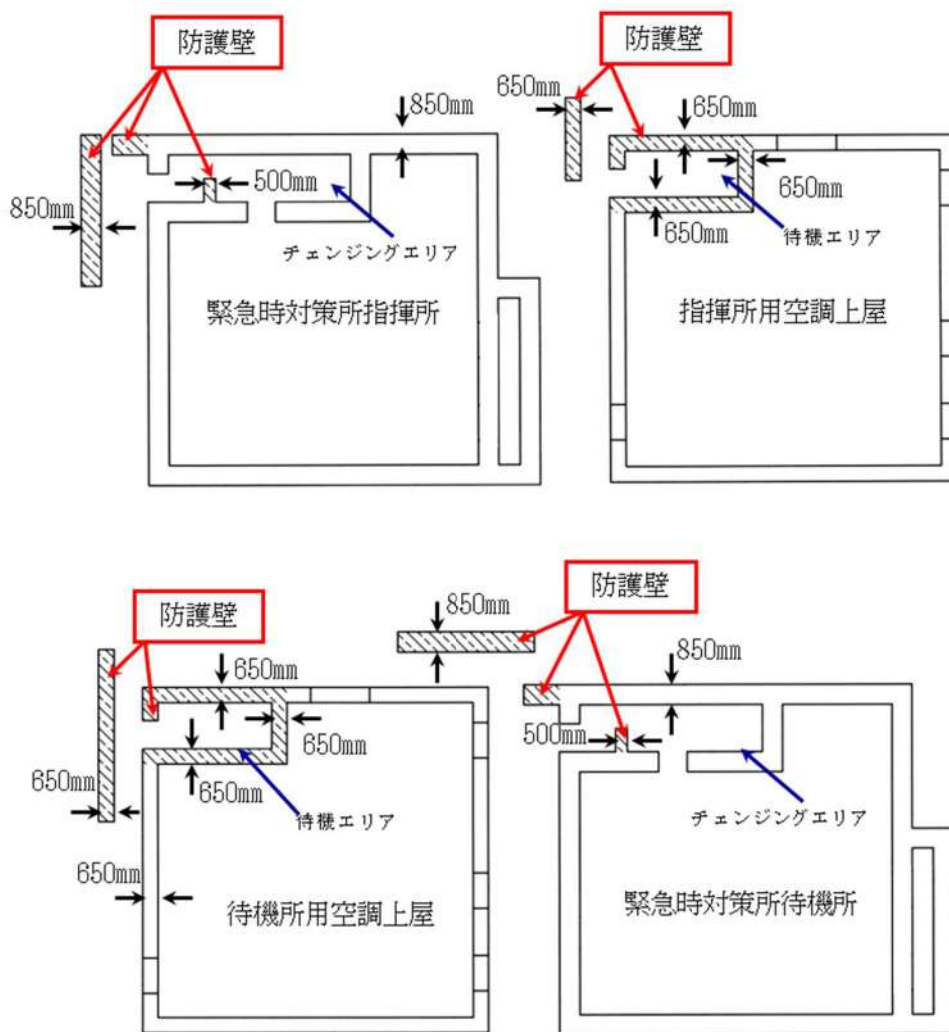 防護壁
850mm
500mm
850mm
チェンジングエリア
緊急時対策所指揮所
防護壁
650mm
650mm
650mm
650mm
待機エリア
指揮所用空調上屋
防護壁
650mm
650mm
650mm
650mm
待機エリア
650mm
待機所用空調上屋
防護壁
850mm
850mm
500mm
チェンジングエリア
緊急時対策所待機所